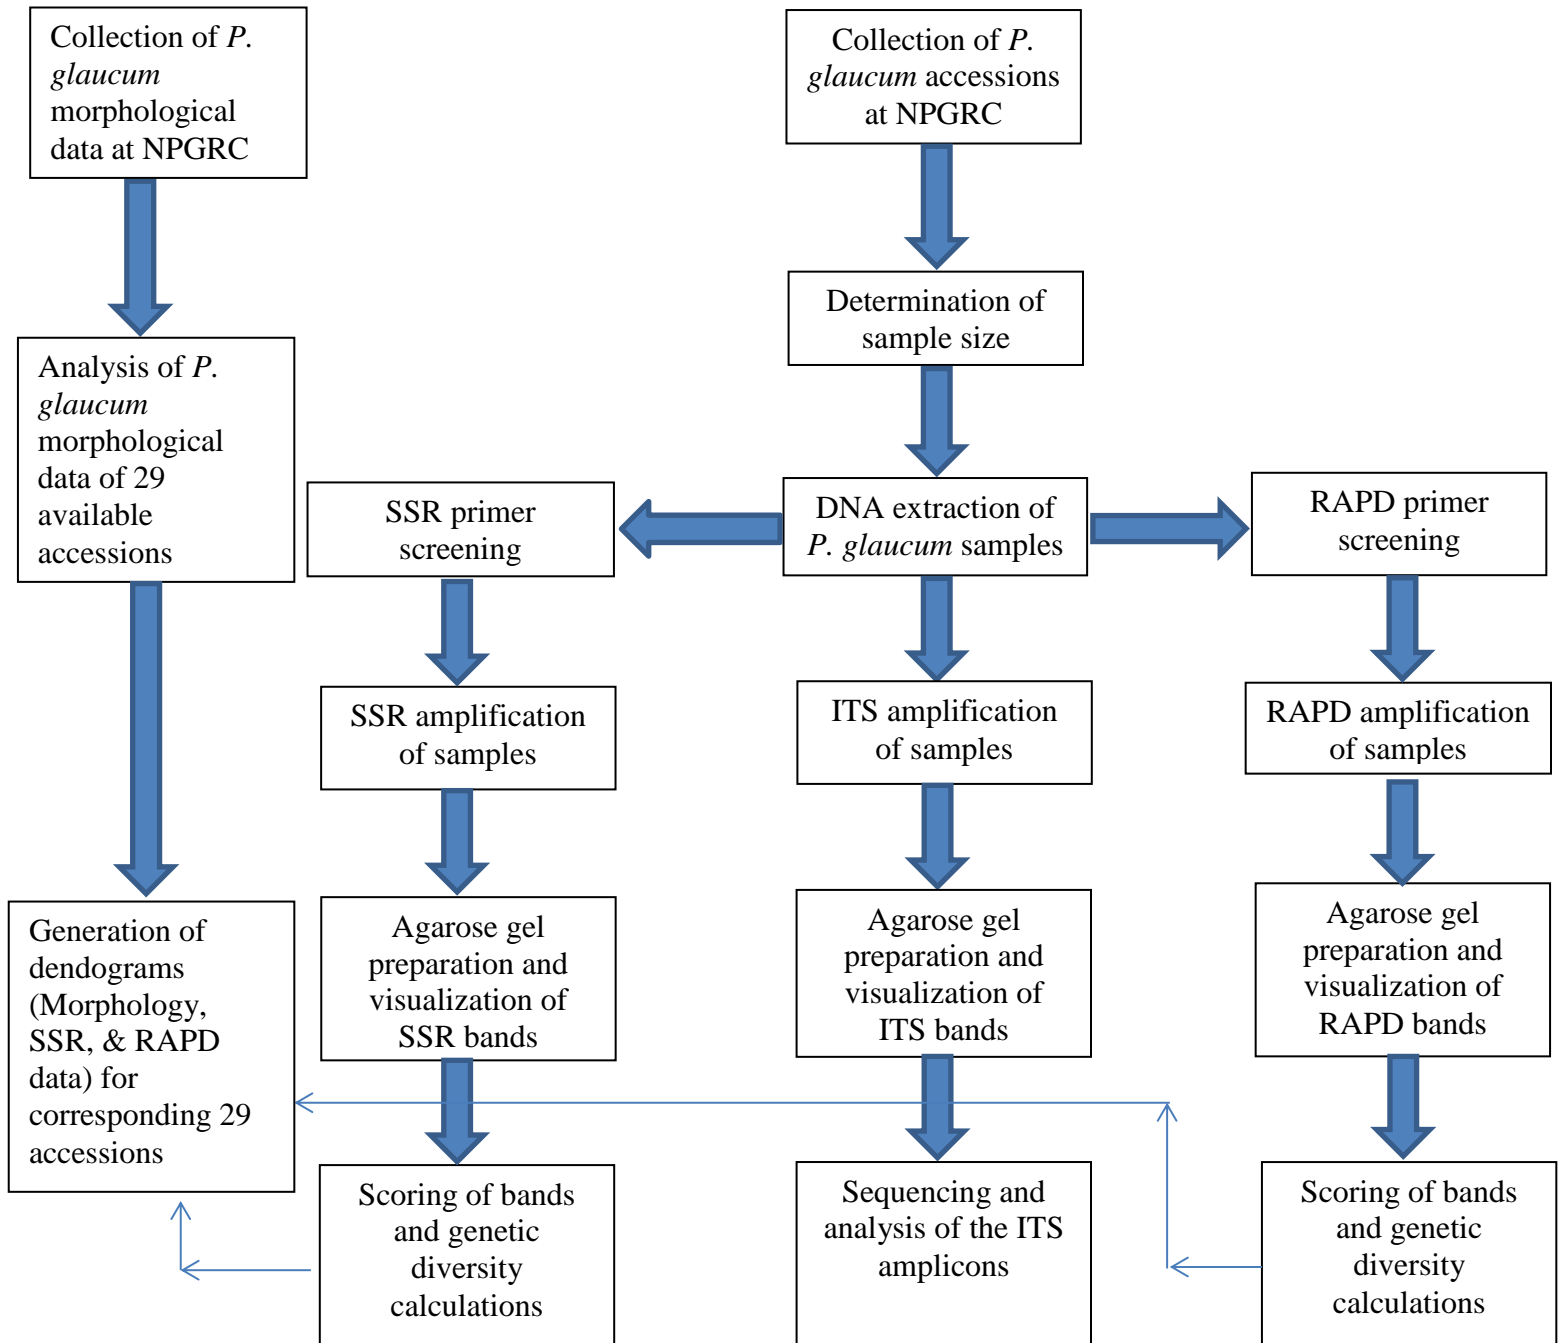 Collection of P.
glaucum
morphological
data at NPGRC
Collection of P.
glaucum accessions
at NPGRC
Determination of
sample size
Analysis of P.
glaucum
morphological
data of 29
available
accessions
SSR primer
screening
DNA extraction of
P. glaucum samples
RAPD primer
screening
SSR amplification
of samples
ITS amplification
of samples
RAPD amplification
of samples
Generation of
dendograms
(Morphology,
SSR, & RAPD
data) for
corresponding 29
accessions
Agarose gel
preparation and
visualization of
SSR bands
Agarose gel
preparation and
visualization of
ITS bands
Agarose gel
preparation and
visualization of
RAPD bands
Scoring of bands
and genetic
diversity
calculations
Sequencing and
analysis of the ITS
amplicons
Scoring of bands
and genetic
diversity
calculations